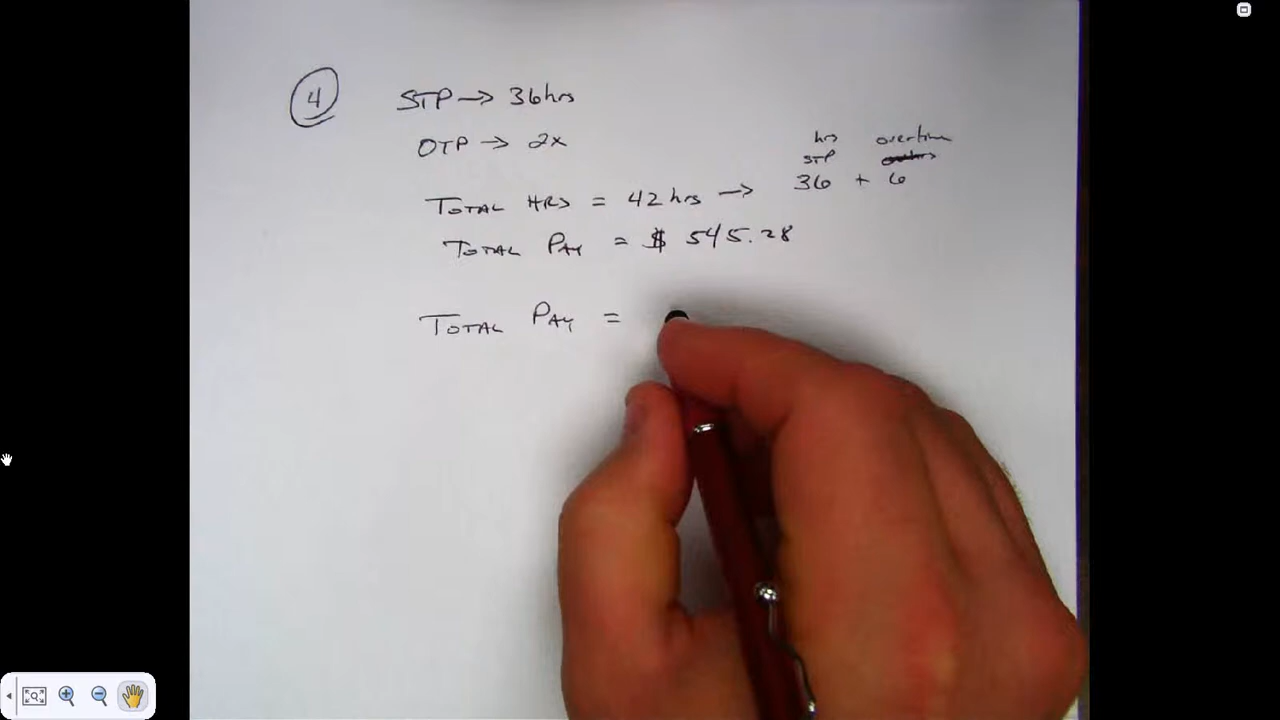 4
STP → 36hrs
OTP → 2x
hrs overtime
STP
36 + 6
TOTAL HRS = 42 hrs →
TOTAL PAY = $ 545.28
TOTAL PAY =